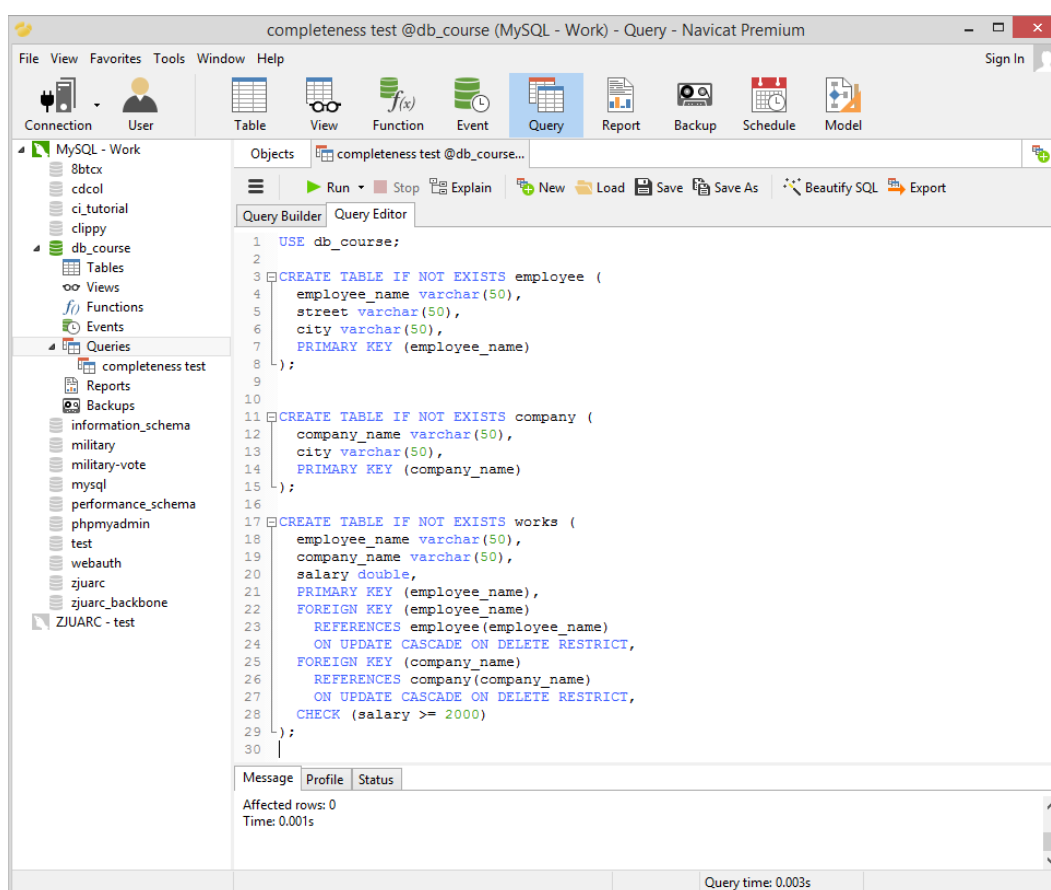 completeness test @db_course (MySQL - Work) - Query - Navicat Premium
File View Favorites Tools Window Help
Sign In
Connection User Table View Function Event Query Report Backup Schedule Model
f(x)
MySQL - Work
8btcx
cdcol
ci_tutorial
clippy
db_course
Tables
Views
f() Functions
Events
Queries
completeness test
Reports
Backups
information_schema
military
military-vote
mysql
performance_schema
phpmyadmin
test
webauth
zjuarc
zjuarc_backbone
ZJUARC - test
Objects completeness test @db_course...
Run Stop Explain New Load Save Save As Beautify SQL Export
Query Builder Query Editor
1 USE db_course;
2
3 CREATE TABLE IF NOT EXISTS employee (
4 employee_name varchar(50),
5 street varchar(50),
6 city varchar(50),
7 PRIMARY KEY (employee_name)
8 );
9
10
11 CREATE TABLE IF NOT EXISTS company (
12 company_name varchar(50),
13 city varchar(50),
14 PRIMARY KEY (company_name)
15 );
16
17 CREATE TABLE IF NOT EXISTS works (
18 employee_name varchar(50),
19 company_name varchar(50),
20 salary double,
21 PRIMARY KEY (employee_name),
22 FOREIGN KEY (employee_name)
23 REFERENCES employee(employee_name)
24 ON UPDATE CASCADE ON DELETE RESTRICT,
25 FOREIGN KEY (company_name)
26 REFERENCES company(company_name)
27 ON UPDATE CASCADE ON DELETE RESTRICT,
28 CHECK (salary >= 2000)
29 );
30
Message Profile Status
Affected rows: 0
Time: 0.001s
Query time: 0.003s